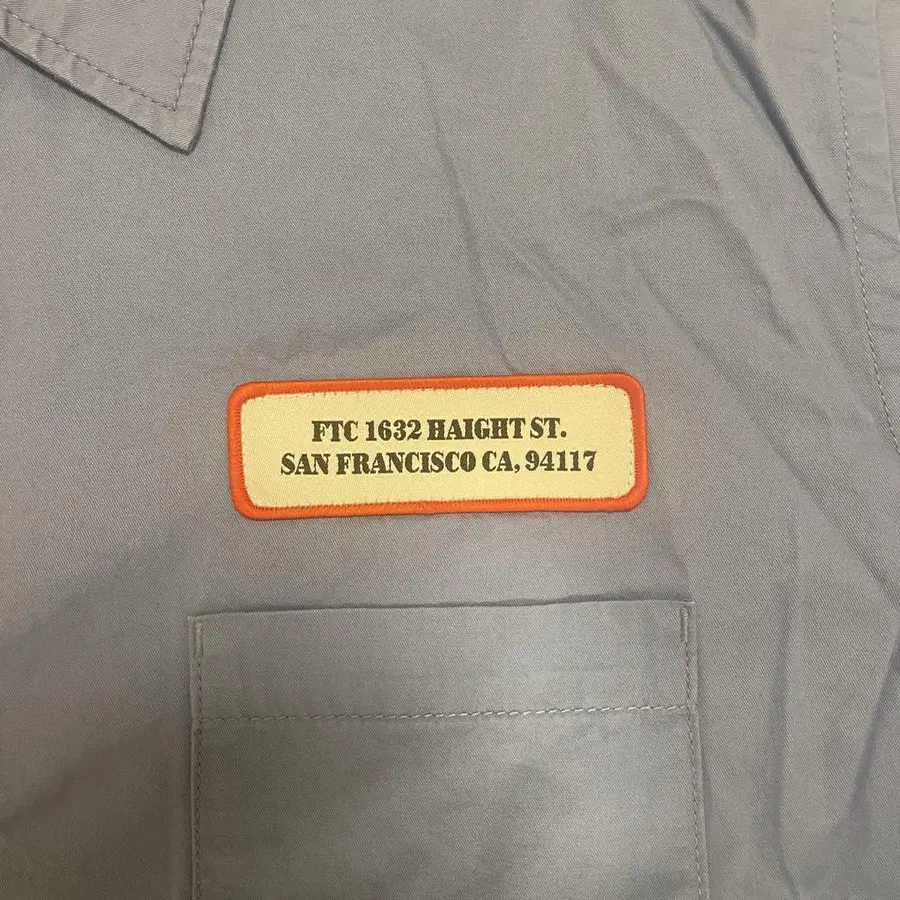 FTC 1632 HAIGHT ST.
SAN FRANCISCO CA, 94117